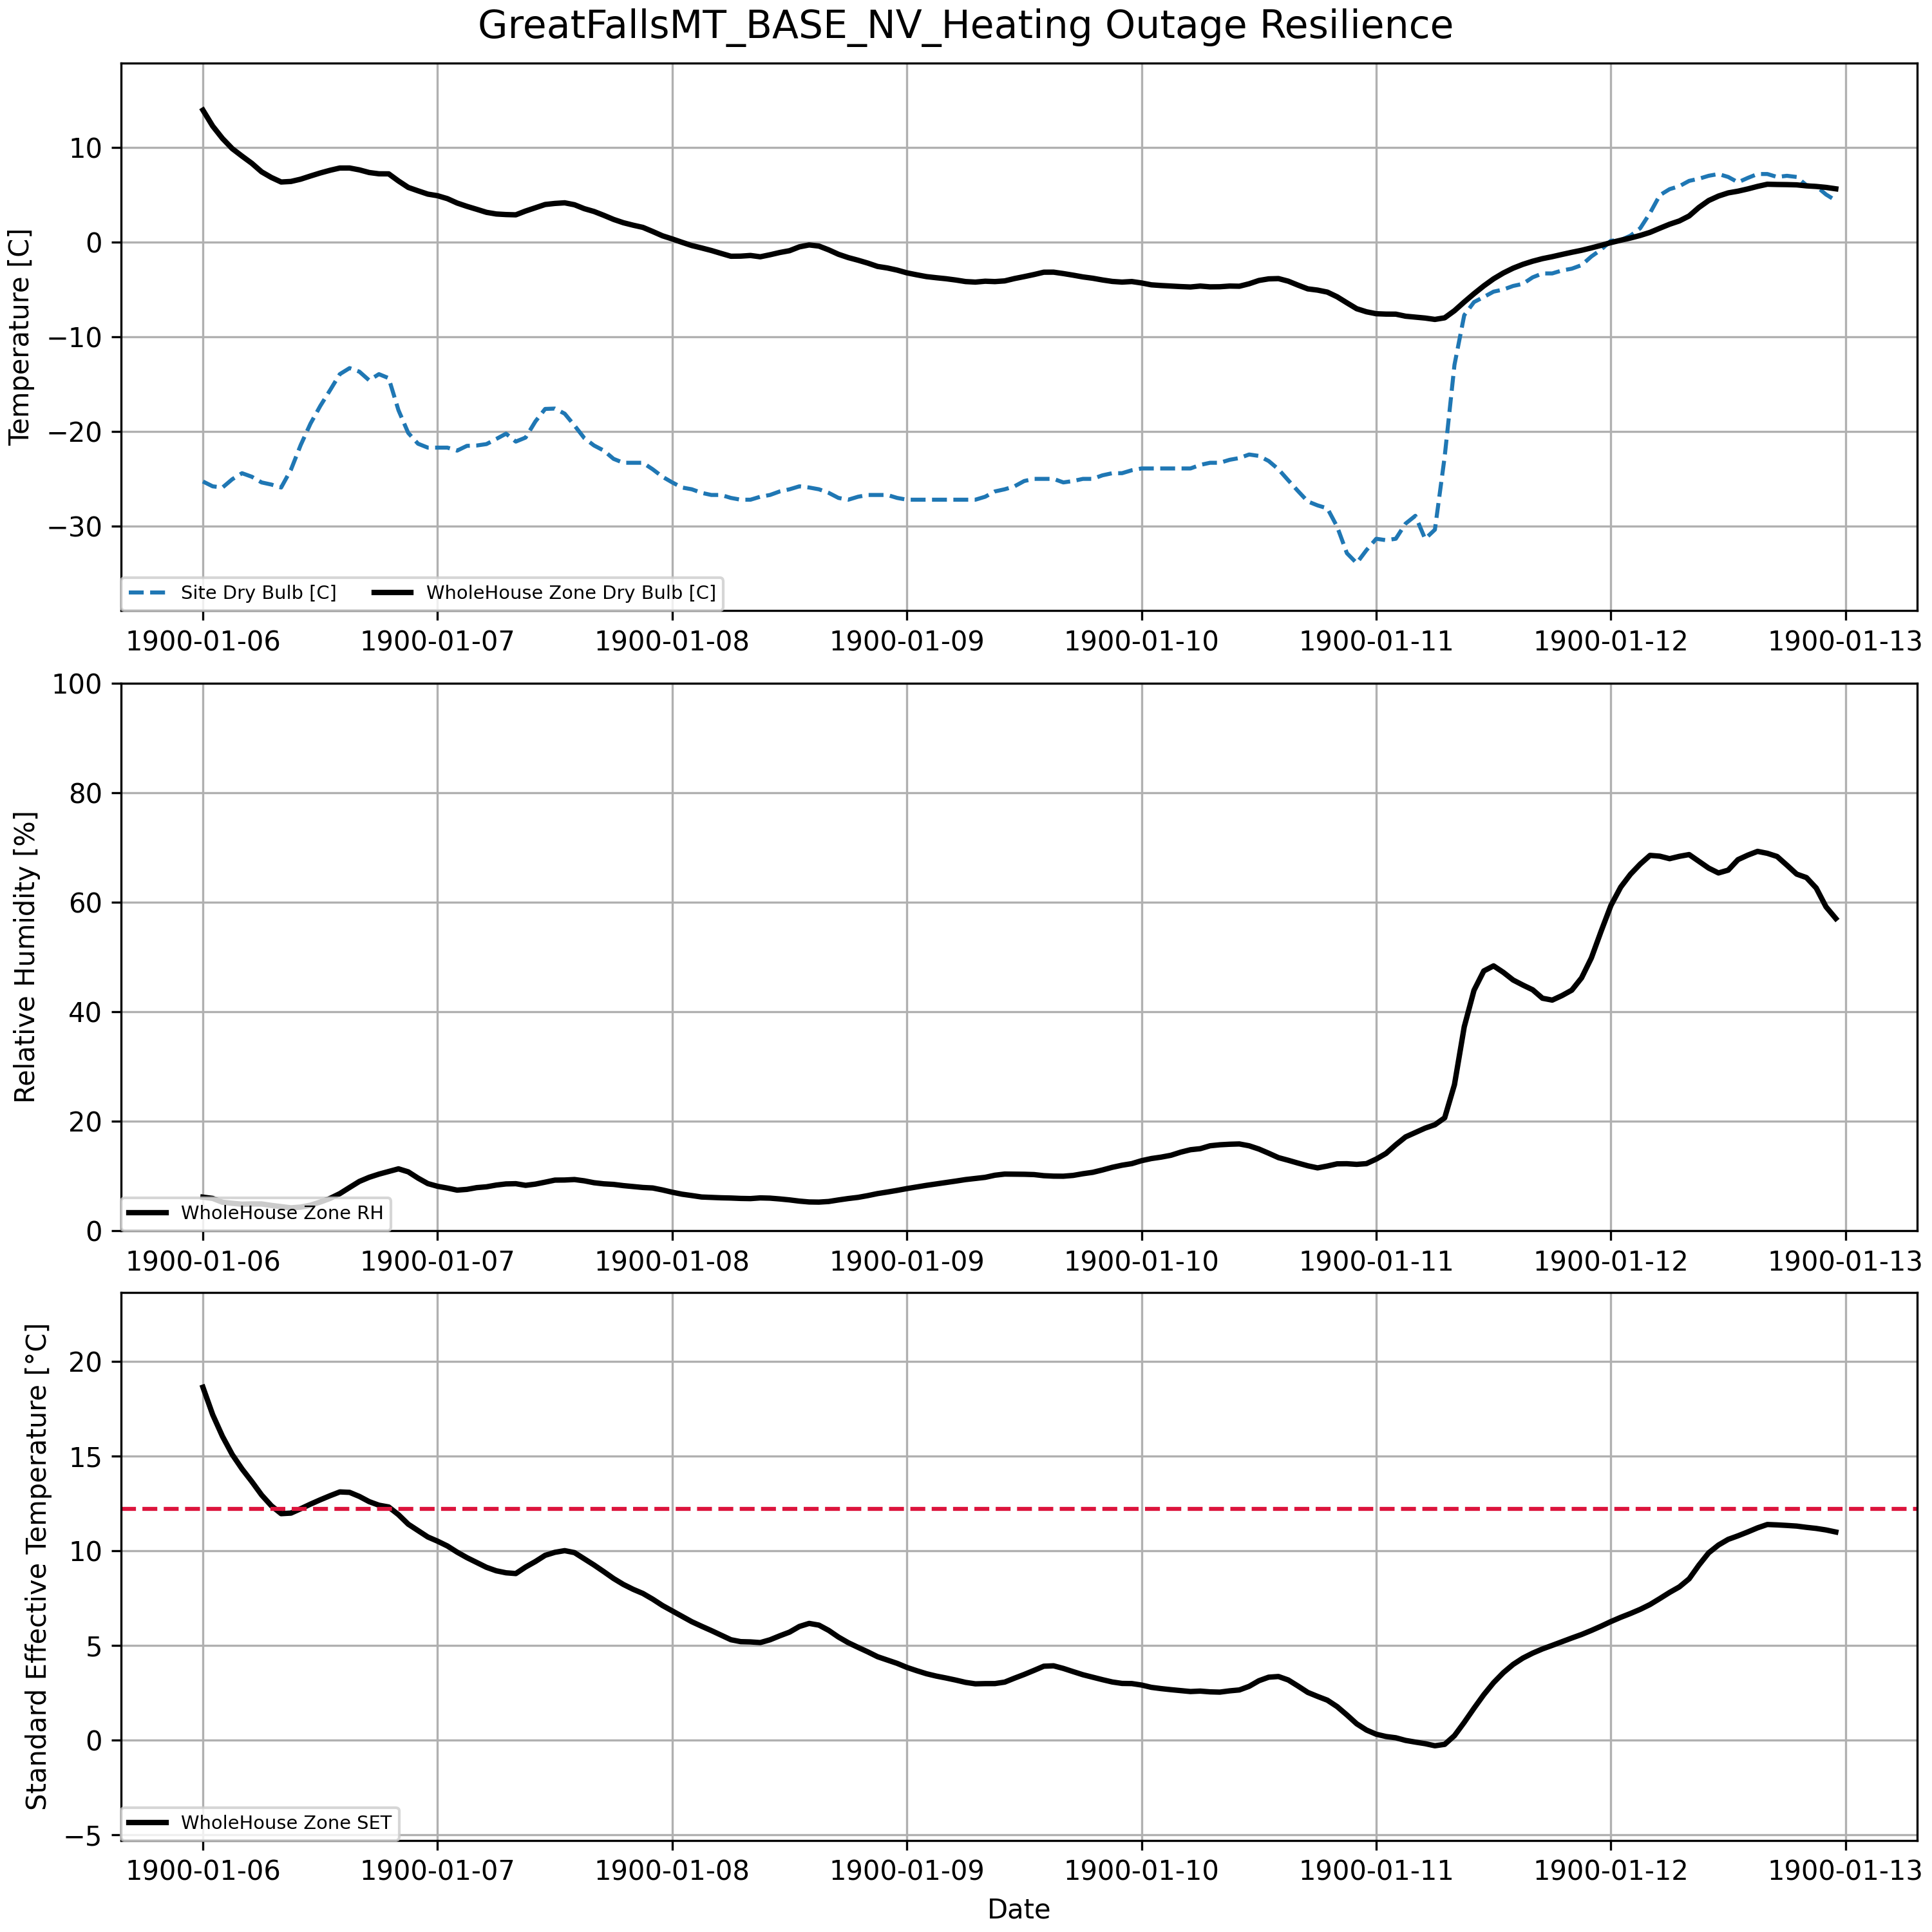 GreatFallsMT_BASE_NV_Heating Outage Resilience
Temperature [C]
10
0
−10
−20
−30
Site Dry Bulb [C] WholeHouse Zone Dry Bulb [C]
1900-01-06 1900-01-07 1900-01-08 1900-01-09 1900-01-10 1900-01-11 1900-01-12 1900-01-13
Relative Humidity [%]
100
80
60
40
20
0
WholeHouse Zone RH
1900-01-06 1900-01-07 1900-01-08 1900-01-09 1900-01-10 1900-01-11 1900-01-12 1900-01-13
Standard Effective Temperature [°C]
20
15
10
5
0
−5
WholeHouse Zone SET
1900-01-06 1900-01-07 1900-01-08 1900-01-09 1900-01-10 1900-01-11 1900-01-12 1900-01-13
Date